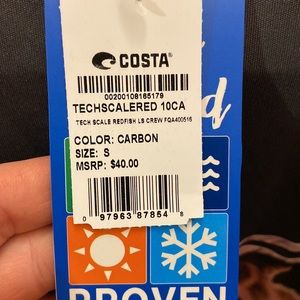 COSTA
00200108165179
TECHSCALERED 10CA
TECH SCALE REDFISH LS CREW FQA400516
COLOR: CARBON
SIZE: S
MSRP: $40.00
0 97963 87854 8
PROVEN